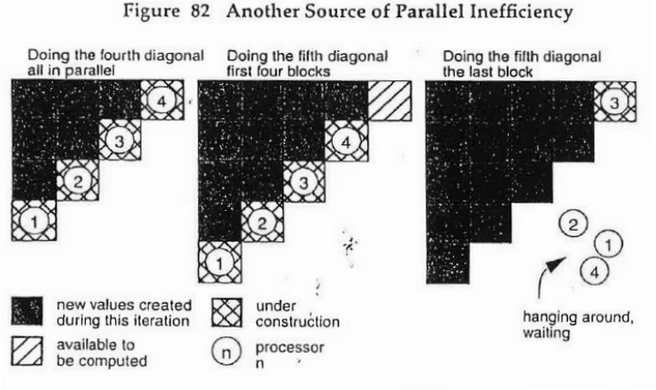 Figure 82 Another Source of Parallel Inefficiency
Doing the fourth diagonal
all in parallel
Doing the fifth diagonal
first four blocks
Doing the fifth diagonal
the last block
4
3
2
1
4
3
2
1
3
2
1
4
hanging around,
waiting
new values created
during this iteration
under
construction
available to
be computed
n
processor
n